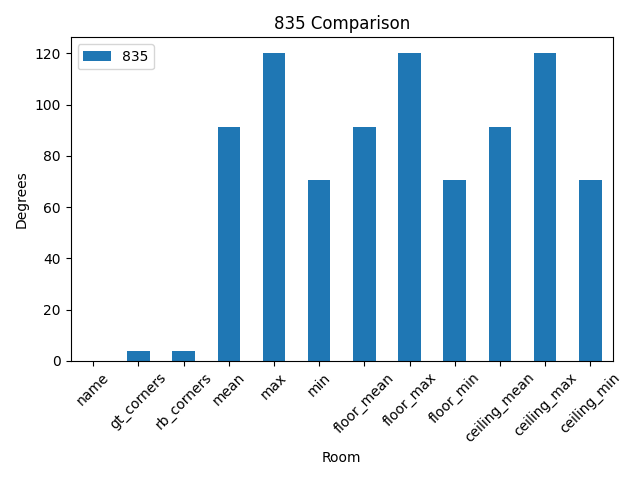 835 Comparison
835
Degrees
120
100
80
60
40
20
0
name
gt_corners
rb_corners
mean
max
min
floor_mean
floor_max
floor_min
ceiling_mean
ceiling_max
ceiling_min
Room